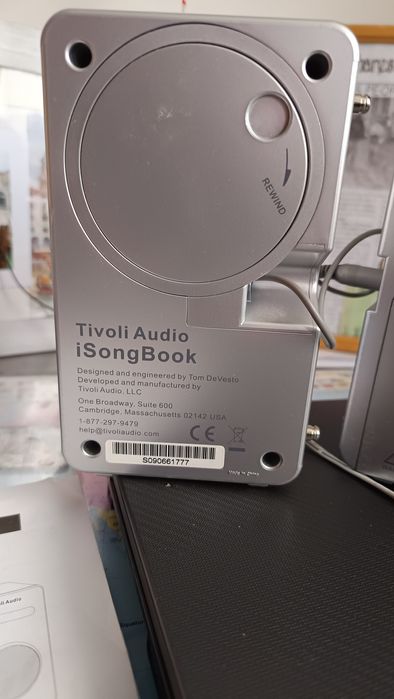 REWIND
Tivoli Audio
iSongBook
Designed and engineered by Tom DeVesto
Developed and manufactured by
Tivoli Audio, LLC
One Broadway, Suite 600
Cambridge, Massachusetts 02142 USA
1-877-297-9479
help@tivoliaudio.com
CE
S090661777
Made in China